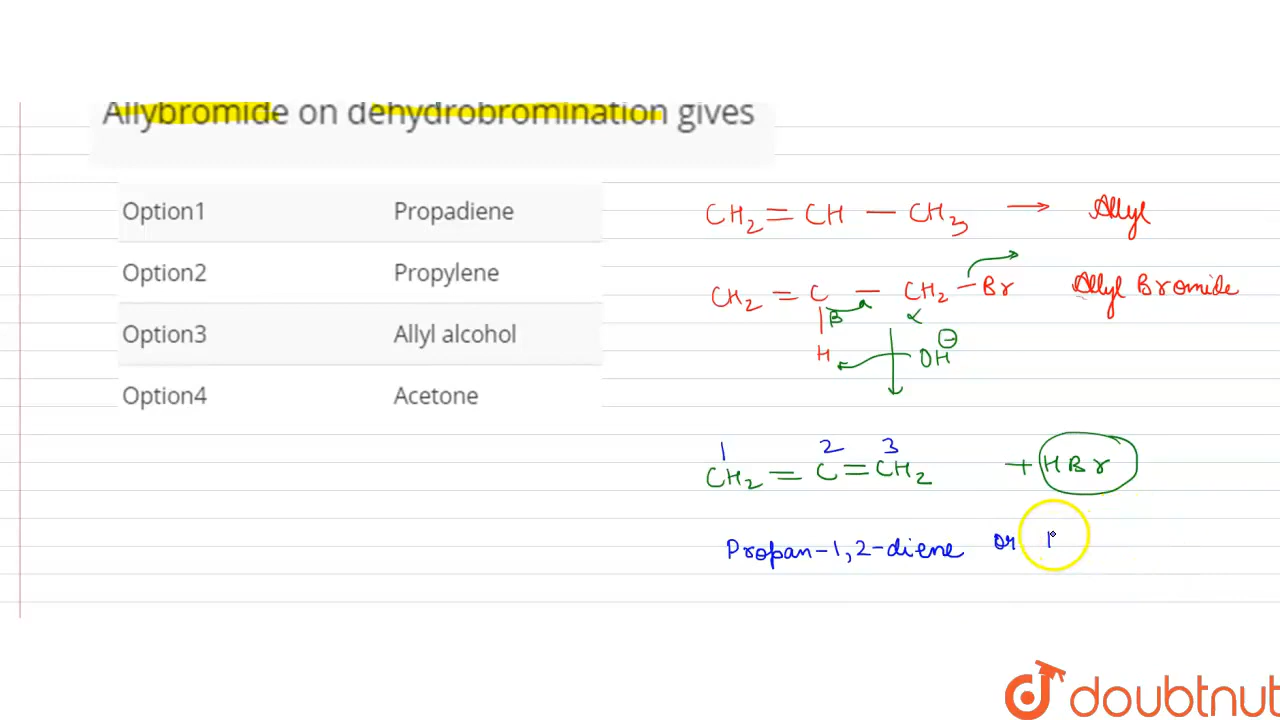 Allybromide on dehydrobromination gives
Option1 Propadiene
Option2 Propylene
Option3 Allyl alcohol
Option4 Acetone
CH2 = CH — CH3 → Allyl
CH2 = C — CH2 – Br Allyl Bromide
β α
H OH⊖
1 2 3
CH2 = C = CH2 + HBr
Propan-1,2-diene or P
doubtnut